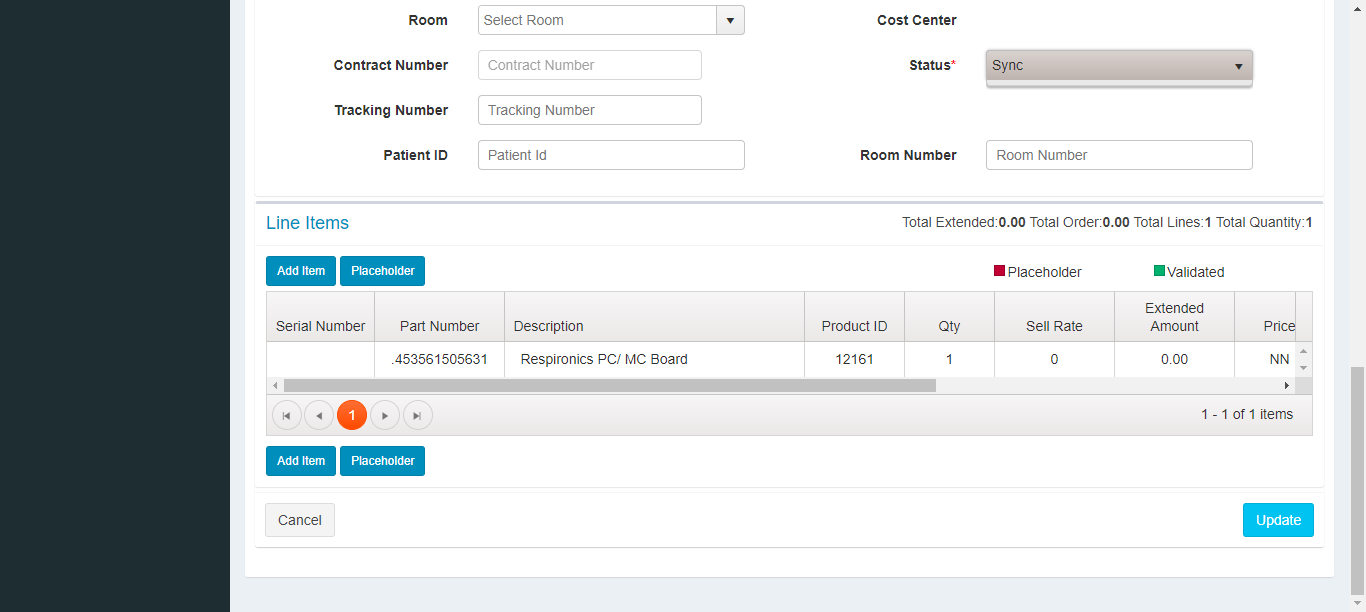 Room Select Room Cost Center
Contract Number Contract Number Status* Sync
Tracking Number Tracking Number
Patient ID Patient Id Room Number Room Number
Line Items Total Extended:0.00 Total Order:0.00 Total Lines:1 Total Quantity:1
Add Item Placeholder Placeholder Validated
Serial Number Part Number Description Product ID Qty Sell Rate Extended Amount Price
.453561505631 Respironics PC/ MC Board 12161 1 0 0.00 NN
1 1 - 1 of 1 items
Add Item Placeholder
Cancel Update